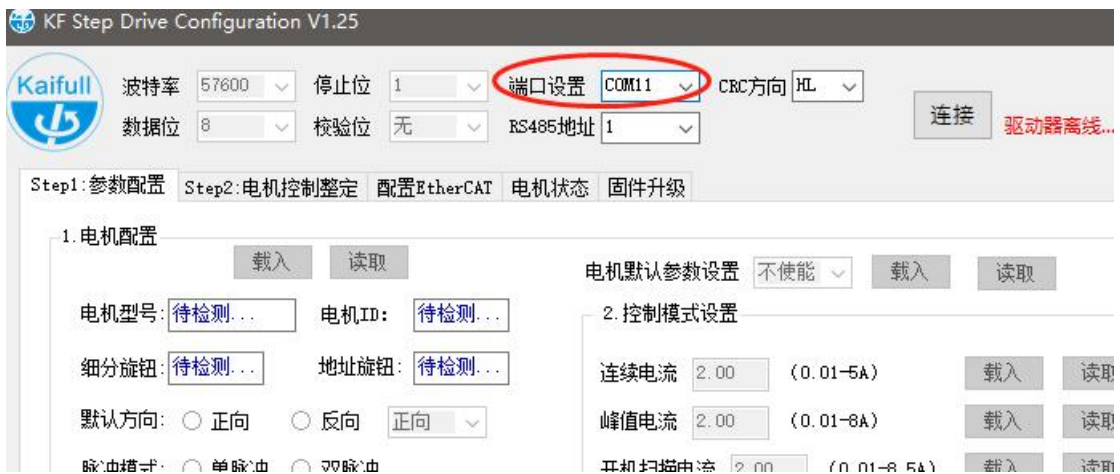 KF Step Drive Configuration V1.25
Kaifull 波特率 57600 停止位 1 端口设置 COM11 CRC方向 HL
数据位 8 校验位 无 RS485地址 1 连接 驱动器离线...
Step1:参数配置 Step2:电机控制整定 配置EtherCAT 电机状态 固件升级
1.电机配置
载入 读取 电机默认参数设置 不使能 载入 读取
电机型号: 待检测... 电机ID: 待检测... 2.控制模式设置
细分旋钮: 待检测... 地址旋钮: 待检测... 连续电流 2.00 (0.01-5A) 载入 读取
默认方向: 正向 反向 正向 峰值电流 2.00 (0.01-8A) 载入 读取
脉冲模式: 单脉冲 双脉冲 开机扫描电流 2.00 (0.01-8.5A) 载入 读取